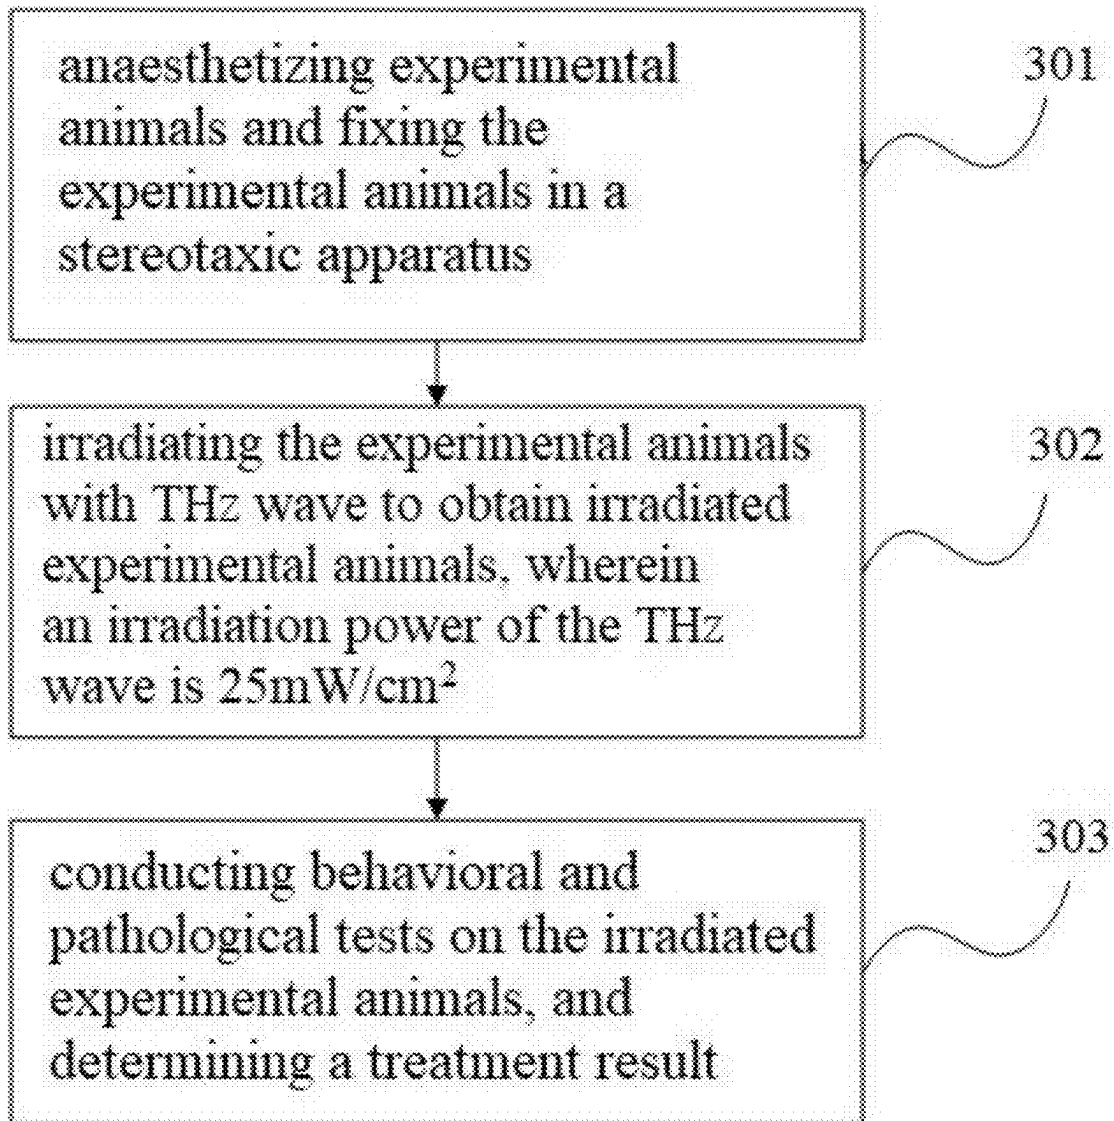 anaesthetizing experimental
animals and fixing the
experimental animals in a
stereotaxic apparatus
301
irradiating the experimental animals
with THz wave to obtain irradiated
experimental animals, wherein
an irradiation power of the THz
wave is 25mW/cm²
302
conducting behavioral and
pathological tests on the irradiated
experimental animals, and
determining a treatment result
303